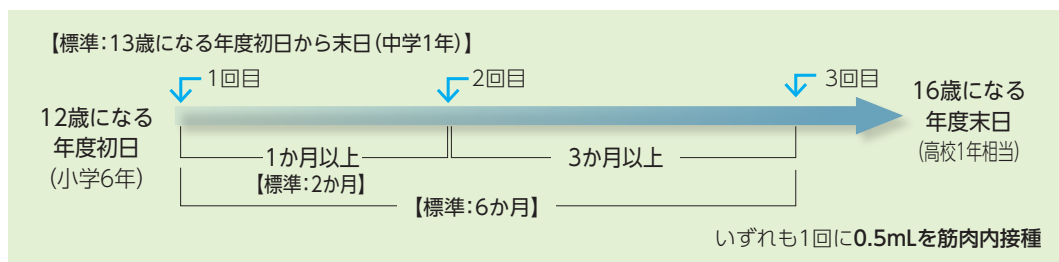 【標準:13歳になる年度初日から末日(中学1年)】
1回目
2回目
3回目
12歳になる
年度初日
(小学6年)
16歳になる
年度末日
(高校1年相当)
1か月以上
【標準:2か月】
3か月以上
【標準:6か月】
いずれも1回に0.5mLを筋肉内接種